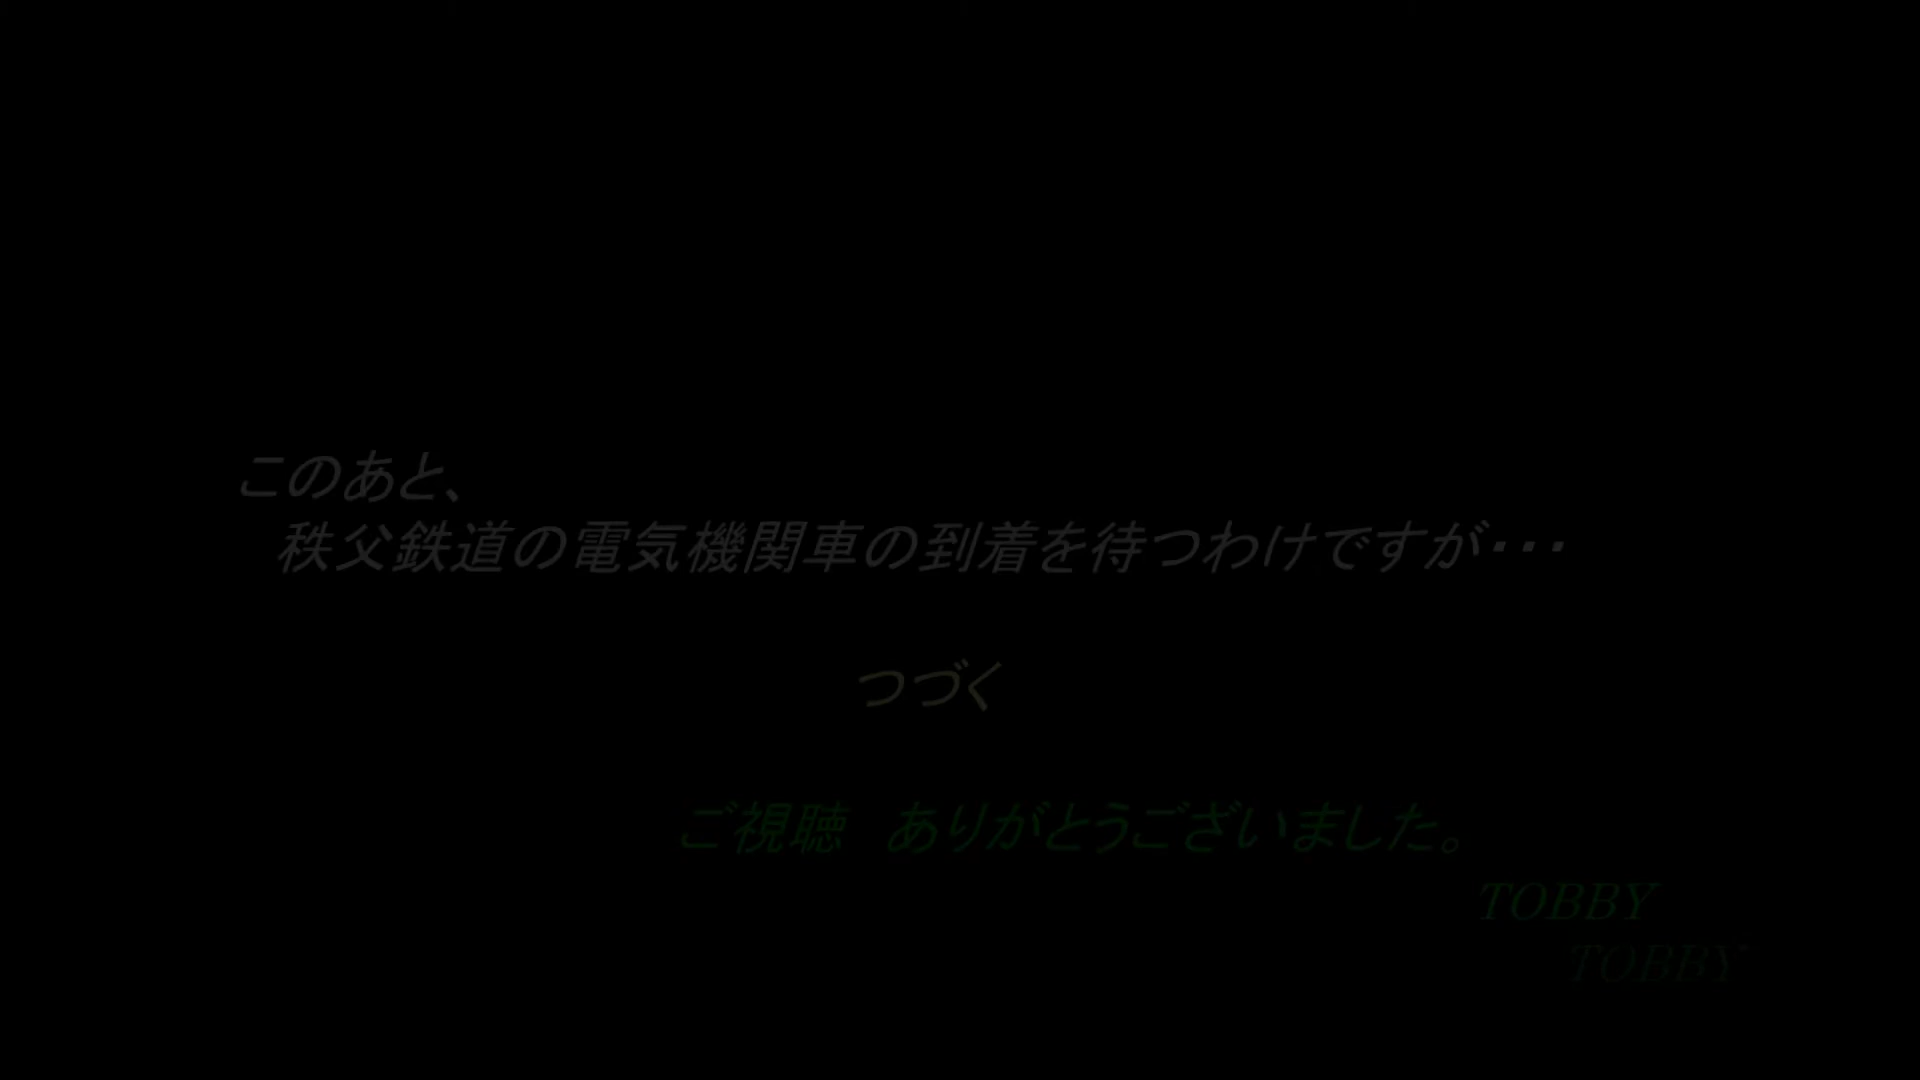 このあと、
秩父鉄道の電気機関車の到着を待つわけですが・・・
つづく
ご視聴　ありがとうございました。
TOBBY
TOBBY